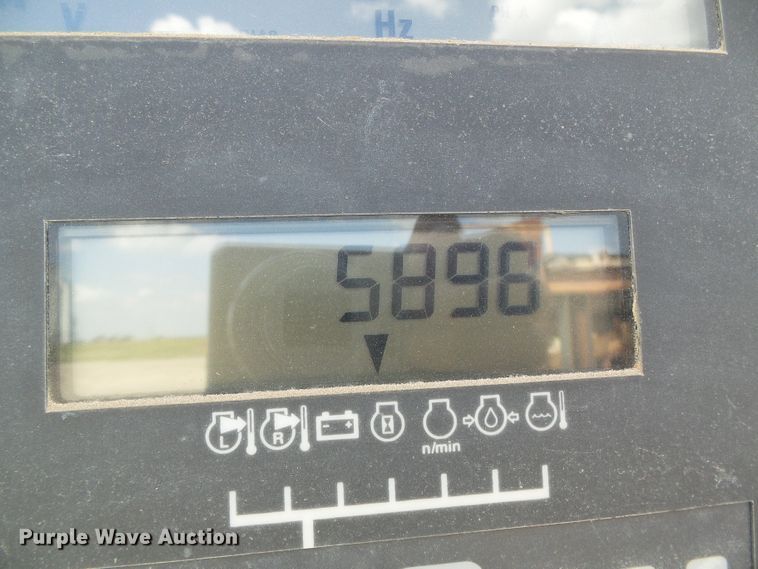 V Hz
5896
L R - +
n/min
Purple Wave Auction